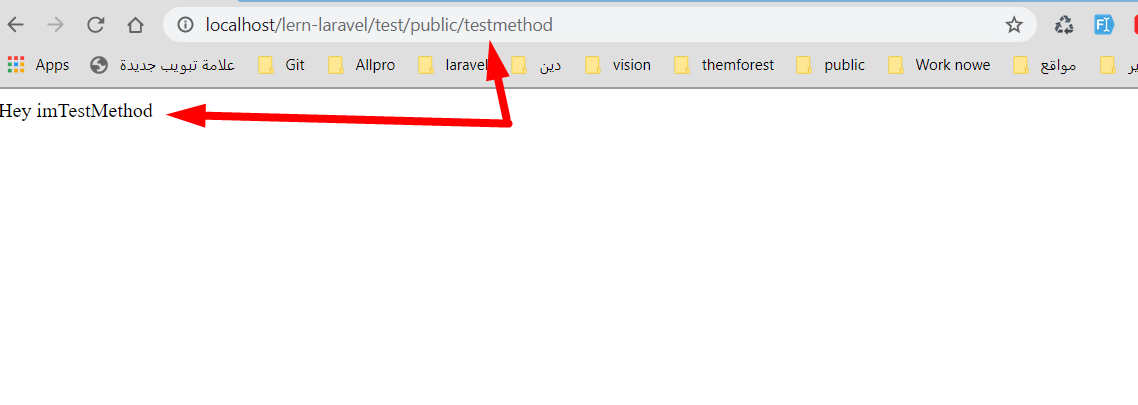 localhost/lern-laravel/test/public/testmethod
Apps علامة تبويب جديدة Git Allpro laravel دين vision themforest public Work nowe مواقع
Hey imTestMethod